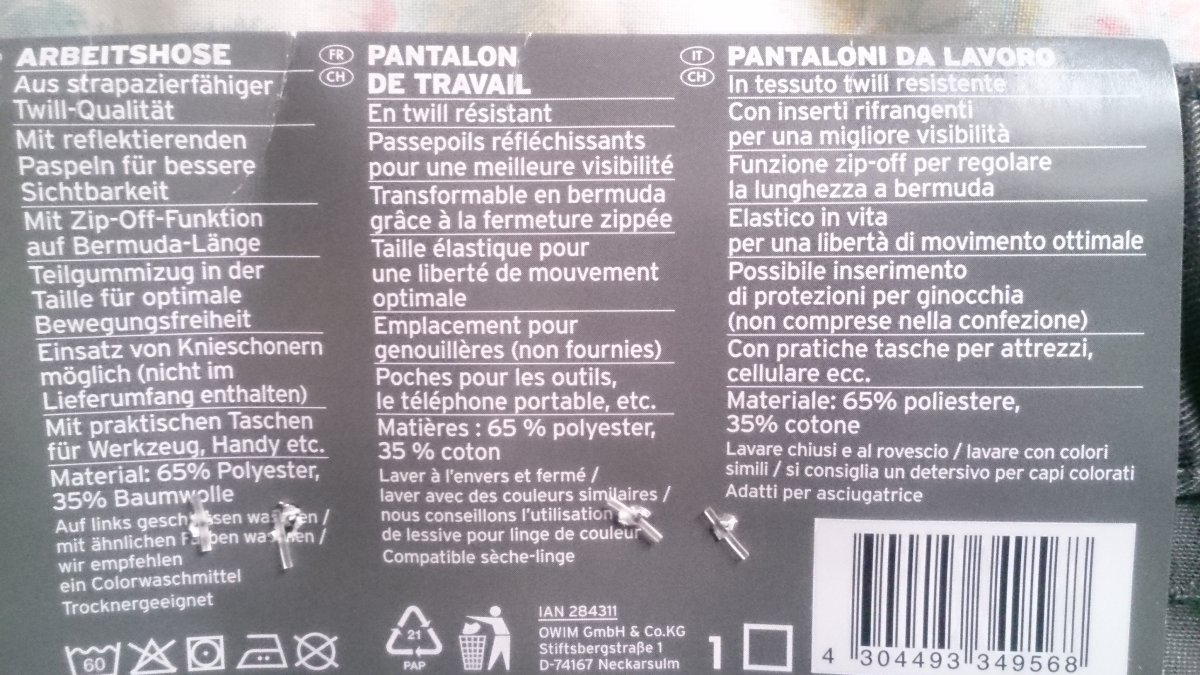 ARBEITSHOSE
Aus strapazierfähiger
Twill-Qualität
Mit reflektierenden
Paspeln für bessere
Sichtbarkeit
Mit Zip-Off-Funktion
auf Bermuda-Länge
Teilgummizug in der
Taille für optimale
Bewegungsfreiheit
Einsatz von Knieschonern
möglich (nicht im
Lieferumfang enthalten)
Mit praktischen Taschen
für Werkzeug, Handy etc.
Material: 65% Polyester,
35% Baumwolle
Auf links geschlossen waschen /
mit ähnlichen Farben waschen /
wir empfehlen
ein Colorwaschmittel
Trocknergeeignet
60
FR
CH
PANTALON
DE TRAVAIL
En twill résistant
Passepoils réfléchissants
pour une meilleure visibilité
Transformable en bermuda
grâce à la fermeture zippée
Taille élastique pour
une liberté de mouvement
optimale
Emplacement pour
genouillères (non fournies)
Poches pour les outils,
le téléphone portable, etc.
Matières : 65 % polyester,
35 % coton
Laver à l'envers et fermé /
laver avec des couleurs similaires /
nous conseillons l'utilisation
de lessive pour linge de couleur
Compatible sèche-linge
21
PAP
IAN 284311
OWIM GmbH & Co.KG
Stiftsbergstraße 1
D-74167 Neckarsulm
1
IT
CH
PANTALONI DA LAVORO
In tessuto twill resistente
Con inserti rifrangenti
per una migliore visibilità
Funzione zip-off per regolare
la lunghezza a bermuda
Elastico in vita
per una libertà di movimento ottimale
Possibile inserimento
di protezioni per ginocchia
(non comprese nella confezione)
Con pratiche tasche per attrezzi,
cellulare ecc.
Materiale: 65% poliestere,
35% cotone
Lavare chiusi e al rovescio / lavare con colori
simili / si consiglia un detersivo per capi colorati
Adatti per asciugatrice
4 304493 349568